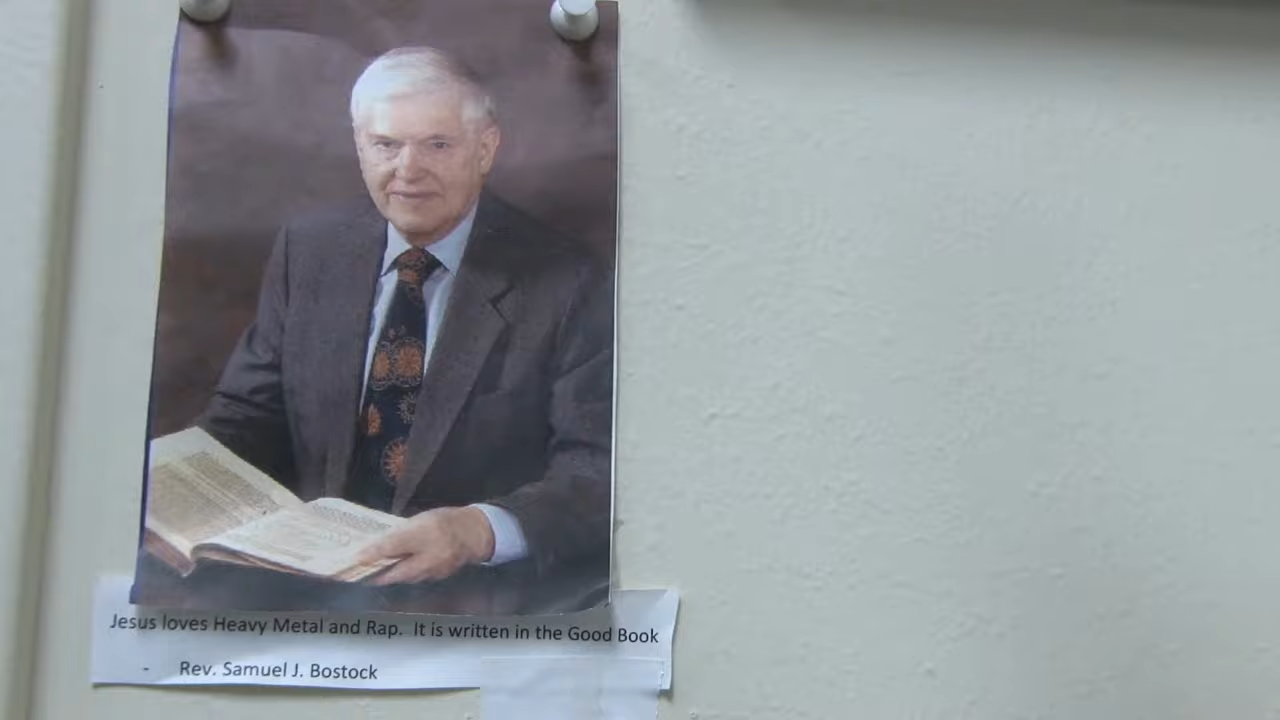 Jesus loves Heavy Metal and Rap.  It is written in the Good Book
- Rev. Samuel J. Bostock